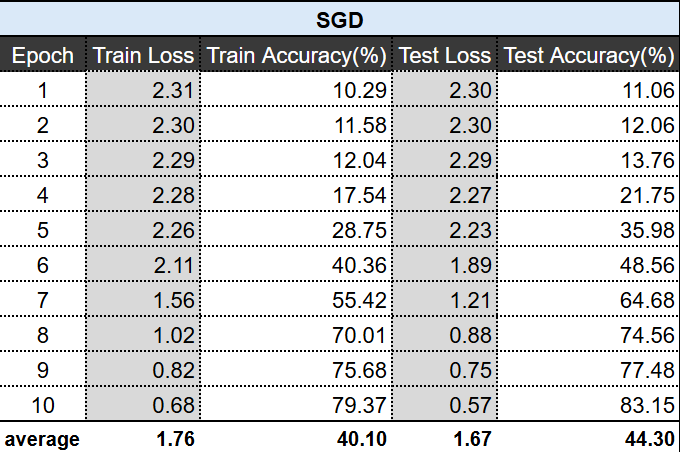 SGD
Epoch Train Loss Train Accuracy(%) Test Loss Test Accuracy(%)
1 2.31 10.29 2.30 11.06
2 2.30 11.58 2.30 12.06
3 2.29 12.04 2.29 13.76
4 2.28 17.54 2.27 21.75
5 2.26 28.75 2.23 35.98
6 2.11 40.36 1.89 48.56
7 1.56 55.42 1.21 64.68
8 1.02 70.01 0.88 74.56
9 0.82 75.68 0.75 77.48
10 0.68 79.37 0.57 83.15
average 1.76 40.10 1.67 44.30